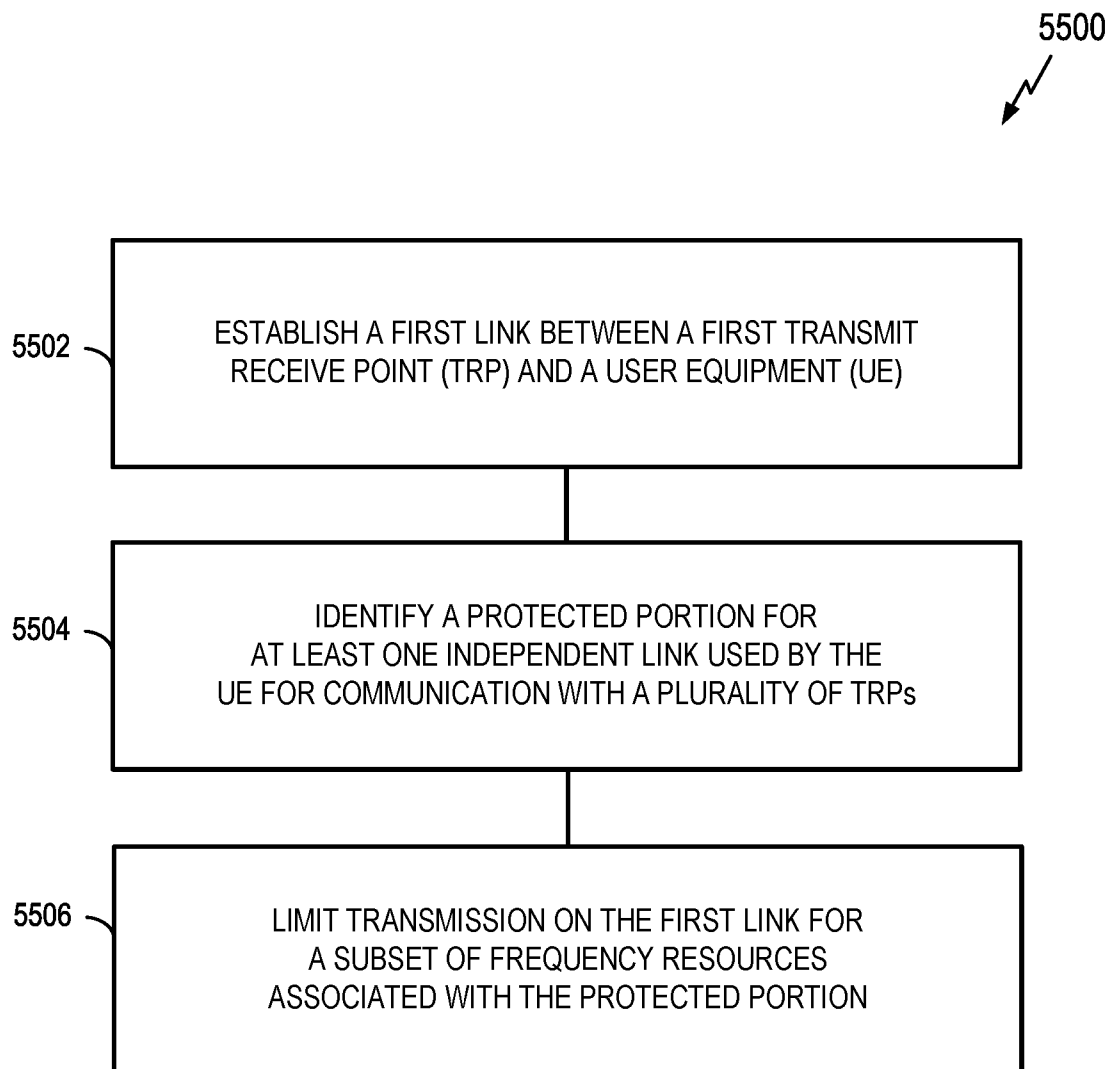 5500
5502
ESTABLISH A FIRST LINK BETWEEN A FIRST TRANSMIT
RECEIVE POINT (TRP) AND A USER EQUIPMENT (UE)
5504
IDENTIFY A PROTECTED PORTION FOR
AT LEAST ONE INDEPENDENT LINK USED BY THE
UE FOR COMMUNICATION WITH A PLURALITY OF TRPs
5506
LIMIT TRANSMISSION ON THE FIRST LINK FOR
A SUBSET OF FREQUENCY RESOURCES
ASSOCIATED WITH THE PROTECTED PORTION